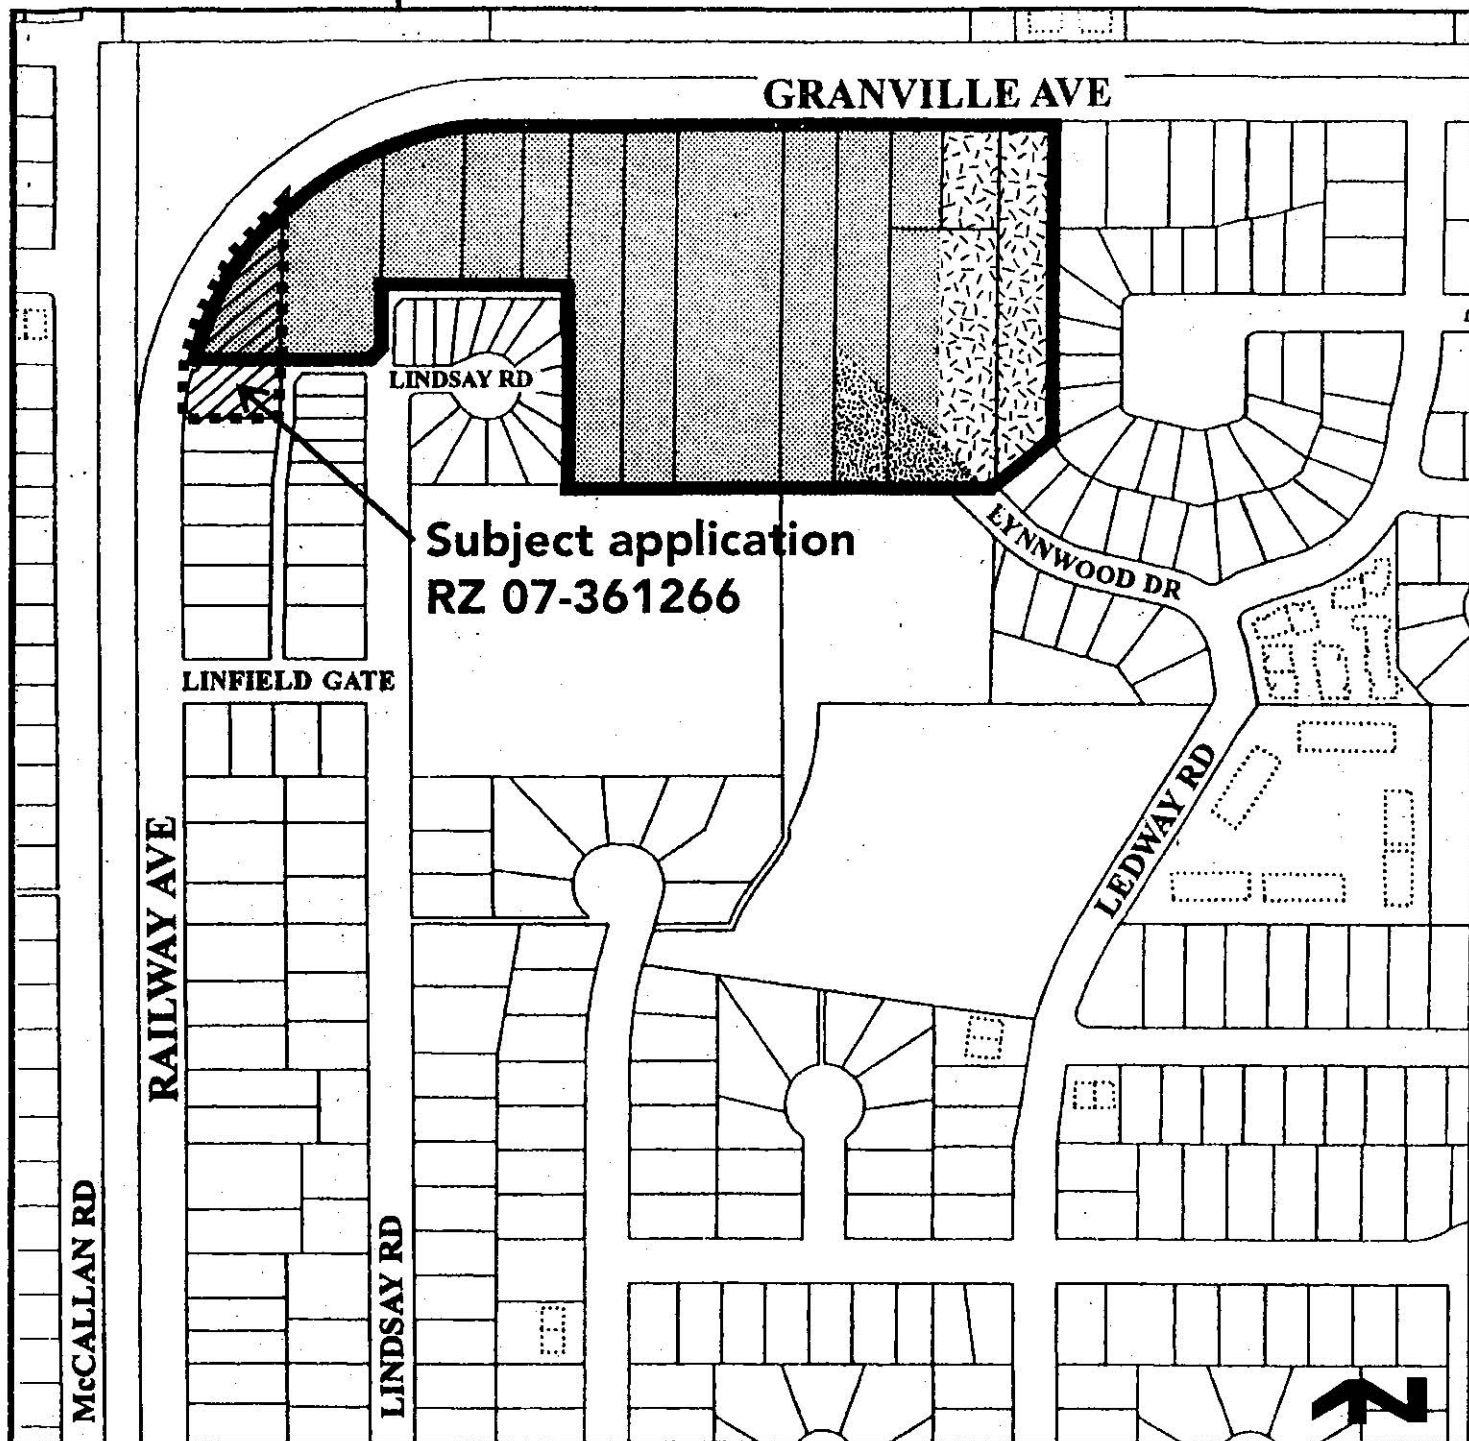 GRANVILLE AVE
LINDSAY RD
Subject application
RZ 07-361266
LYNNWOOD DR
LINFIELD GATE
LEDWAY RD
RAILWAY AVE
McCALLAN RD
LINDSAY RD